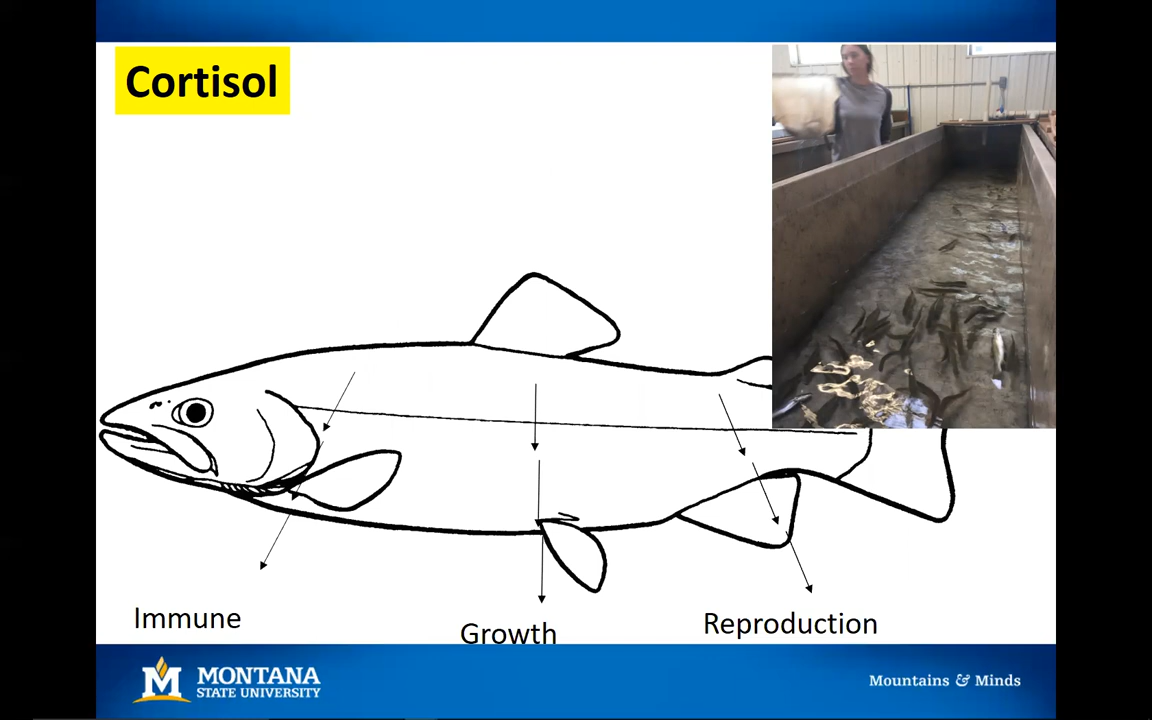 Cortisol
Immune
Growth
Reproduction
M MONTANA
STATE UNIVERSITY
Mountains & Minds